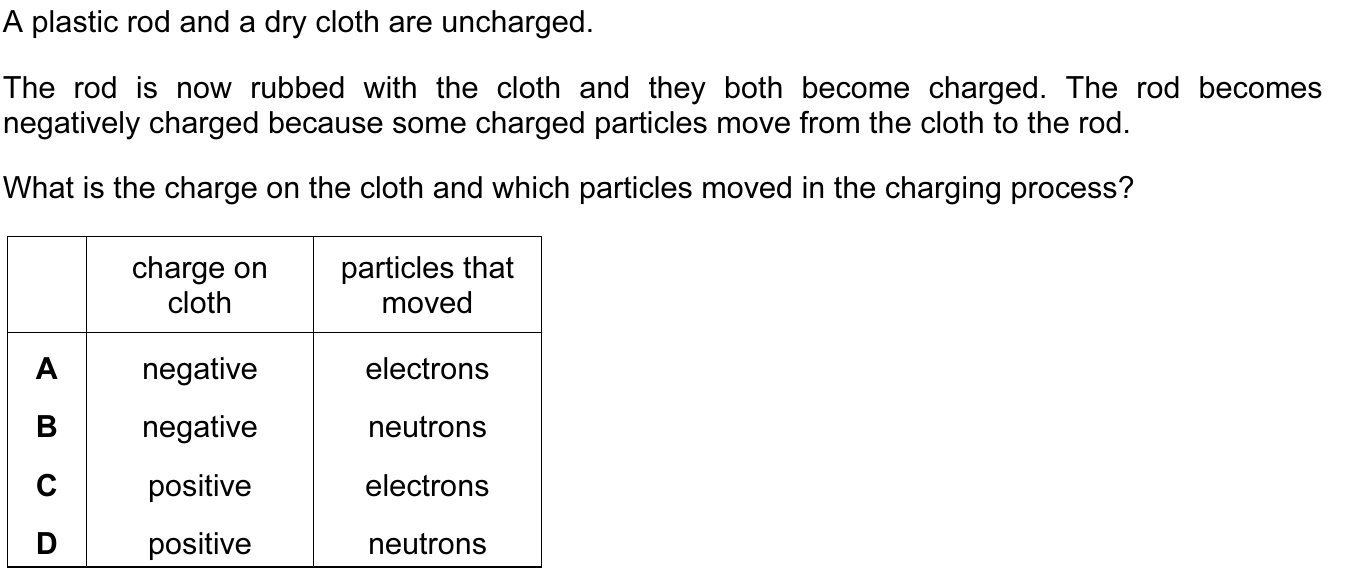 A plastic rod and a dry cloth are uncharged.
The rod is now rubbed with the cloth and they both become charged. The rod becomes
negatively charged because some charged particles move from the cloth to the rod.
What is the charge on the cloth and which particles moved in the charging process?
charge on cloth particles that moved
A negative electrons
B negative neutrons
C positive electrons
D positive neutrons